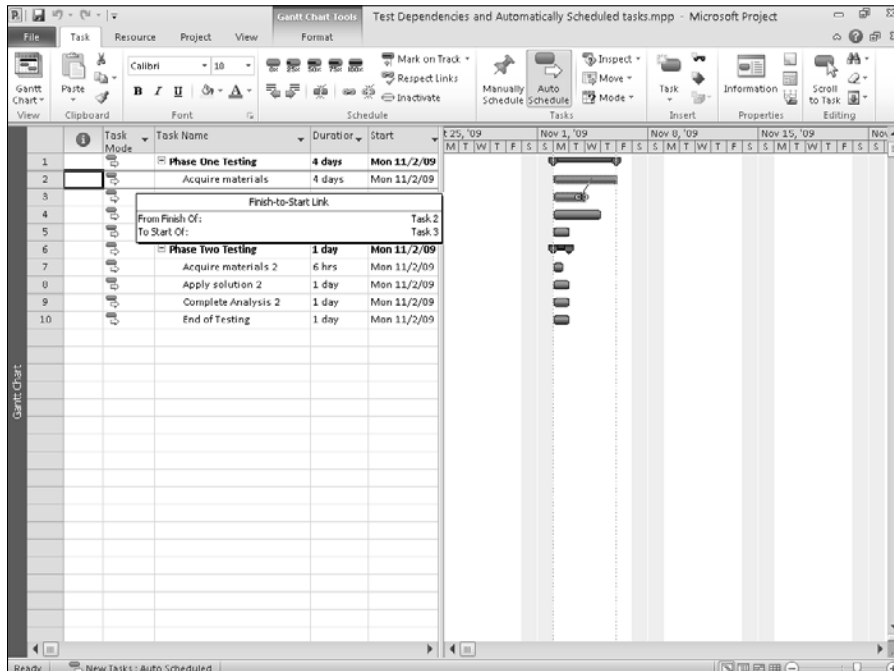 Gantt Chart Tools
Test Dependencies and Automatically Scheduled tasks.mpp - Microsoft Project
File Task Resource Project View Format
Gantt Chart
View
Paste
Clipboard
Calibri 10
B I U A
Font
0% 25% 50% 75% 100%
Mark on Track
Respect Links
Inactivate
Schedule
Manually Schedule
Auto Schedule
Inspect
Move
Mode
Tasks
Task
Insert
Information
Properties
Scroll to Task
Editing
Task Mode Task Name Duration Start
t 25, '09 Nov 1, '09 Nov 8, '09 Nov 15, '09 Nov
M T W T F S S M T W T F S S M T W T F S S M T W T F S S
1 Phase One Testing 4 days Mon 11/2/09
2 Acquire materials 4 days Mon 11/2/09
3
4
5
Finish-to-Start Link
From Finish Of: Task 2
To Start Of: Task 3
6 Phase Two Testing 1 day Mon 11/2/09
7 Acquire materials 2 6 hrs Mon 11/2/09
8 Apply solution 2 1 day Mon 11/2/09
9 Complete Analysis 2 1 day Mon 11/2/09
10 End of Testing 1 day Mon 11/2/09
Gantt Chart
Ready New Tasks : Auto Scheduled